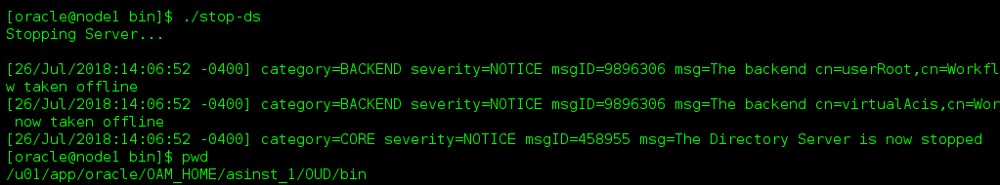 [oracle@node1 bin]$ ./stop-ds
Stopping Server...
[26/Jul/2018:14:06:52 -0400] category=BACKEND severity=NOTICE msgID=9896306 msg=The backend cn=userRoot,cn=Workfl
w taken offline
[26/Jul/2018:14:06:52 -0400] category=BACKEND severity=NOTICE msgID=9896306 msg=The backend cn=virtualAcis,cn=Wor
now taken offline
[26/Jul/2018:14:06:52 -0400] category=CORE severity=NOTICE msgID=458955 msg=The Directory Server is now stopped
[oracle@node1 bin]$ pwd
/u01/app/oracle/OAM_HOME/asinst_1/OUD/bin